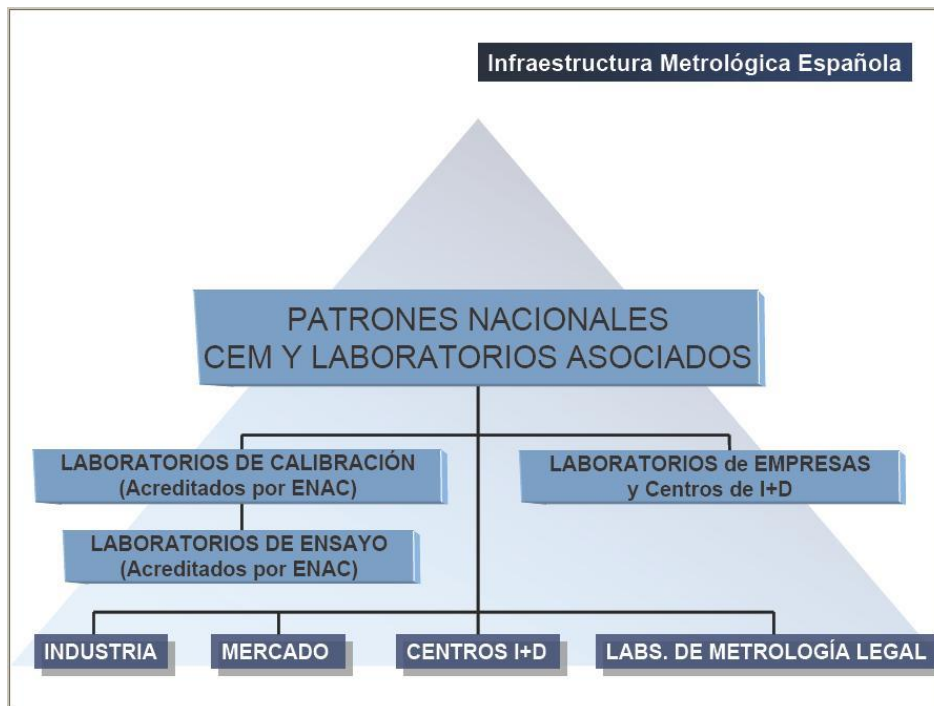 Infraestructura Metrológica Española
PATRONES NACIONALES
CEM Y LABORATORIOS ASOCIADOS
LABORATORIOS DE CALIBRACIÓN
(Acreditados por ENAC)
LABORATORIOS de EMPRESAS
y Centros de I+D
LABORATORIOS DE ENSAYO
(Acreditados por ENAC)
INDUSTRIA
MERCADO
CENTROS I+D
LABS. DE METROLOGÍA LEGAL